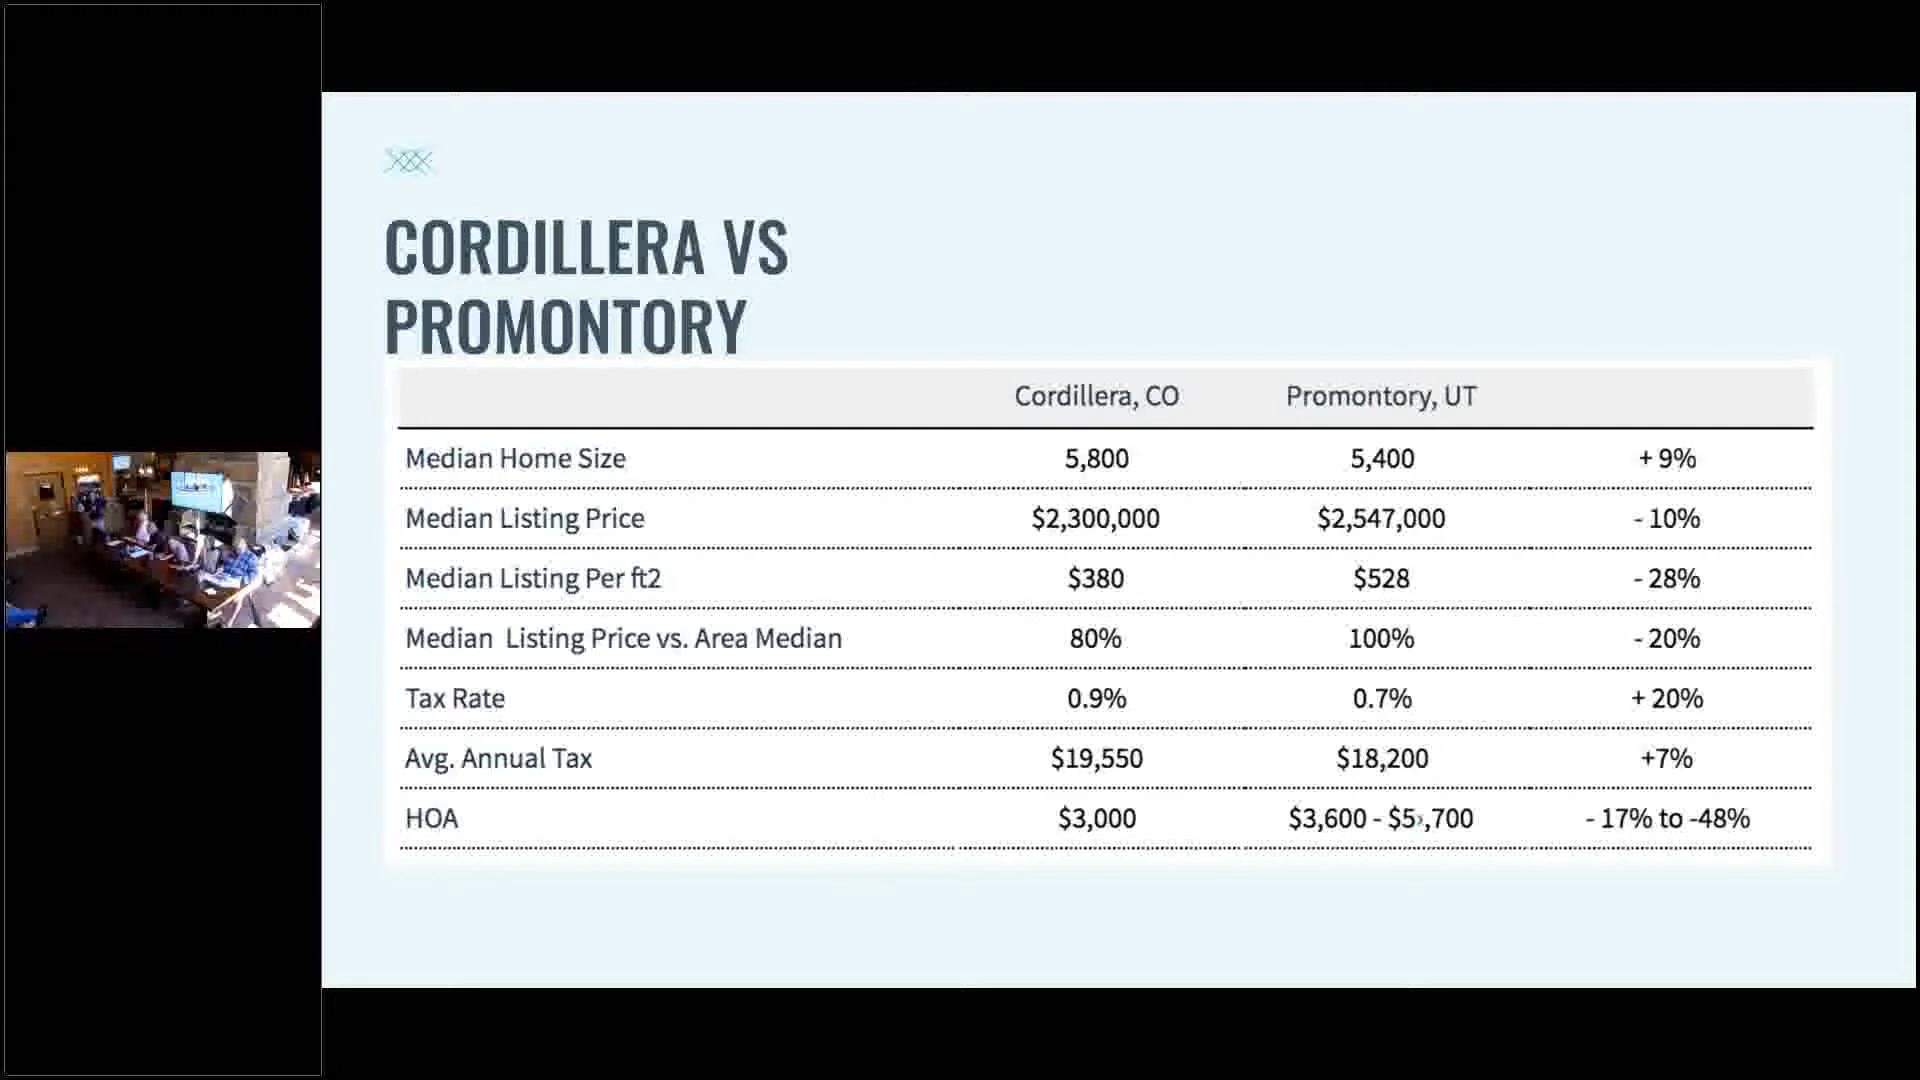 CORDILLERA VS
PROMONTORY
Cordillera, CO Promontory, UT
Median Home Size 5,800 5,400 + 9%
Median Listing Price $2,300,000 $2,547,000 - 10%
Median Listing Per ft2 $380 $528 - 28%
Median Listing Price vs. Area Median 80% 100% - 20%
Tax Rate 0.9% 0.7% + 20%
Avg. Annual Tax $19,550 $18,200 +7%
HOA $3,000 $3,600 - $5,700 - 17% to -48%